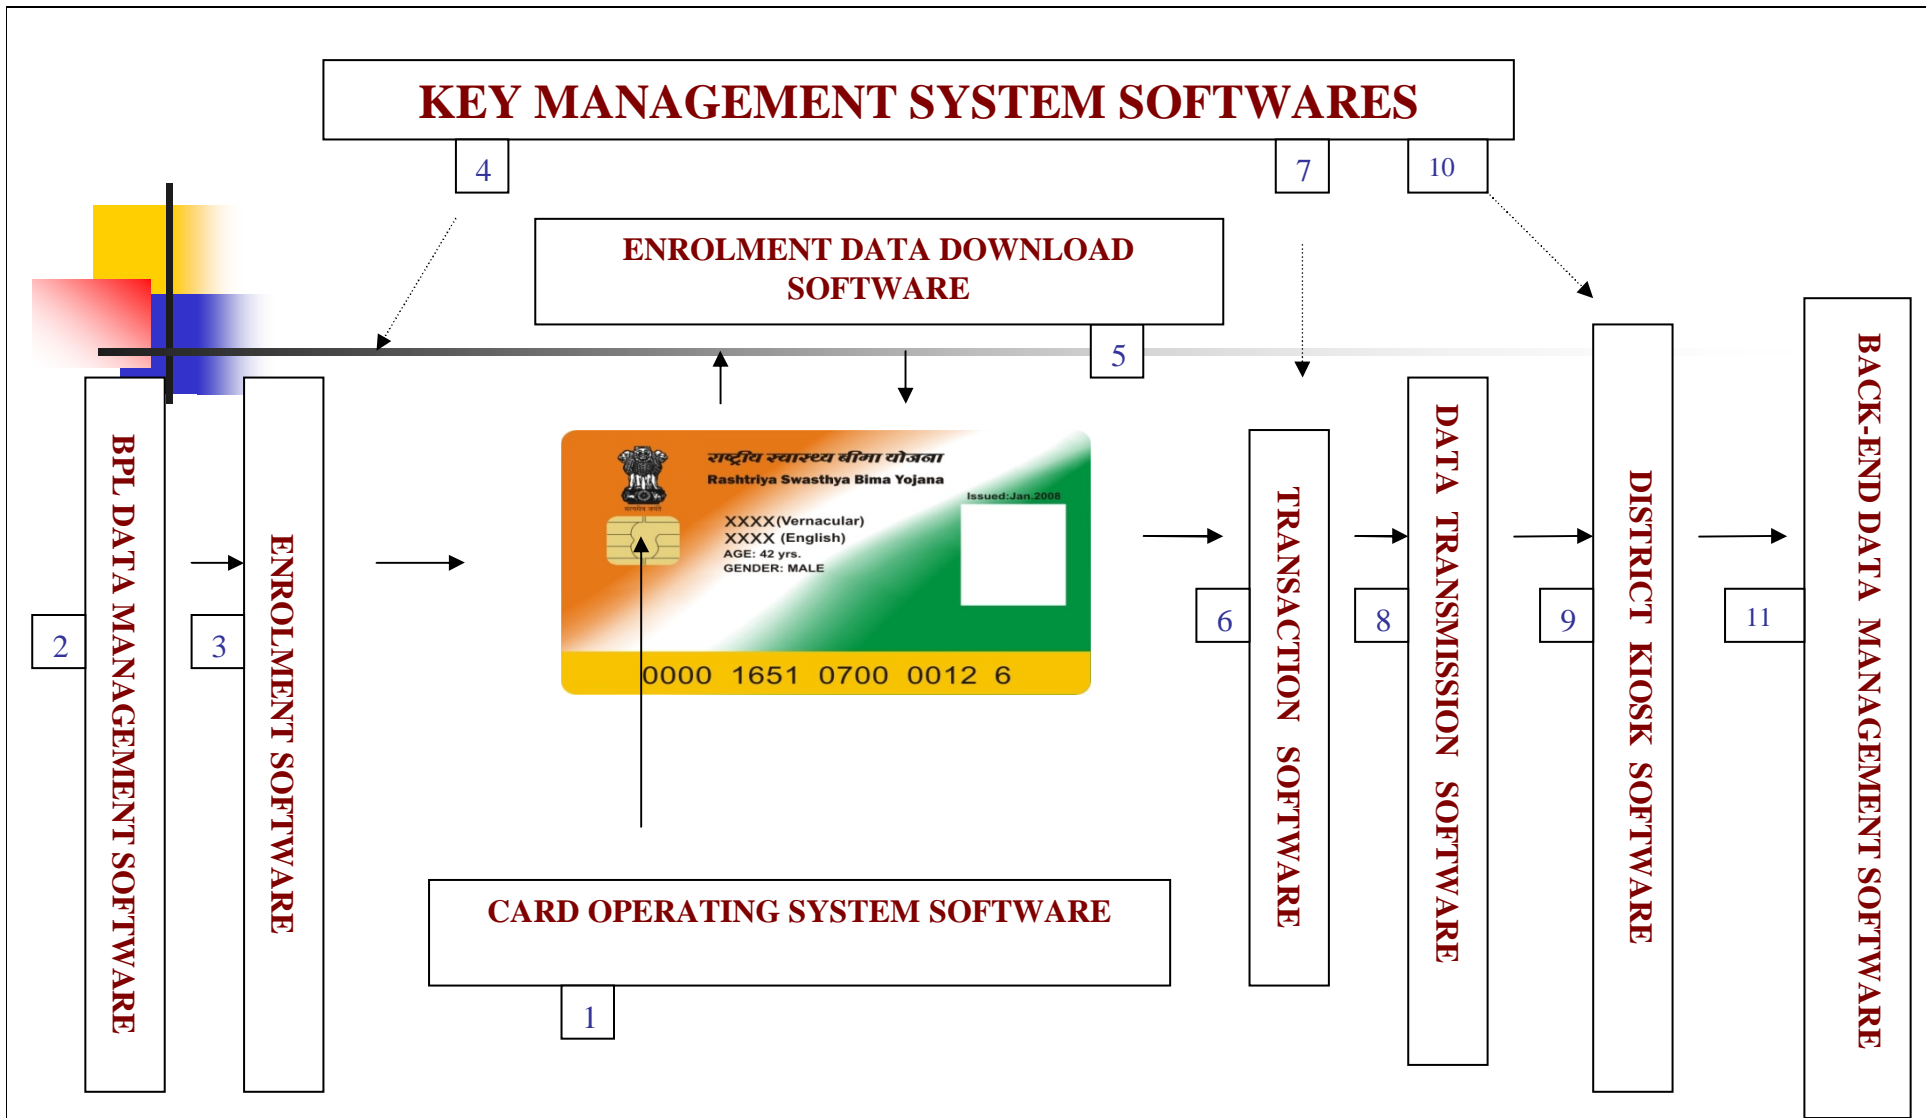 KEY MANAGEMENT SYSTEM SOFTWARES
4
7
10
ENROLMENT DATA DOWNLOAD
SOFTWARE
5
BPL DATA MANAGEMENT SOFTWARE
2
ENROLMENT SOFTWARE
3
राष्ट्रीय स्वास्थ्य बीमा योजना
Rashtriya Swasthya Bima Yojana
सत्यमेव जयते
Issued:Jan.2008
XXXX(Vernacular)
XXXX (English)
AGE: 42 yrs.
GENDER: MALE
0000 1651 0700 0012 6
CARD OPERATING SYSTEM SOFTWARE
1
TRANSACTION SOFTWARE
6
DATA TRANSMISSION SOFTWARE
8
DISTRICT KIOSK SOFTWARE
9
BACK-END DATA MANAGEMENT SOFTWARE
11